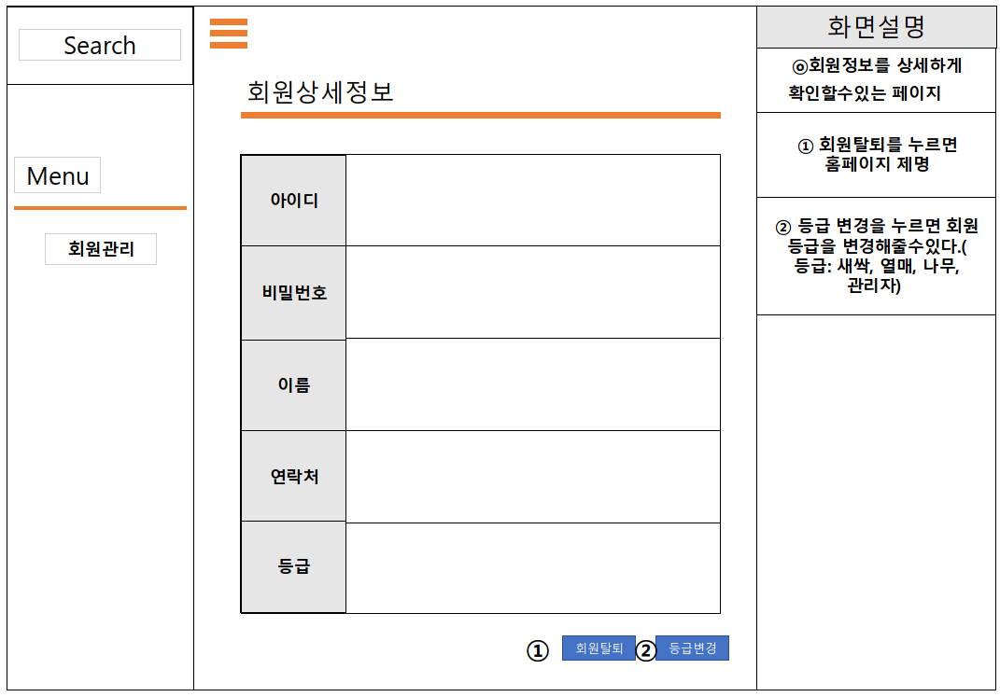 Search
Menu
회원관리
회원상세정보
아이디
비밀번호
이름
연락처
등급
① 회원탈퇴 ② 등급변경
화면설명
⓪회원정보를 상세하게
확인할수있는 페이지
① 회원탈퇴를 누르면
홈페이지 제명
② 등급 변경을 누르면 회원
등급을 변경해줄수있다.(
등급: 새싹, 열매, 나무,
관리자)